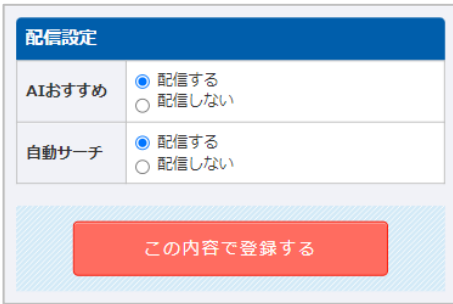 配信設定
AIおすすめ
配信する
配信しない
自動サーチ
配信する
配信しない
この内容で登録する